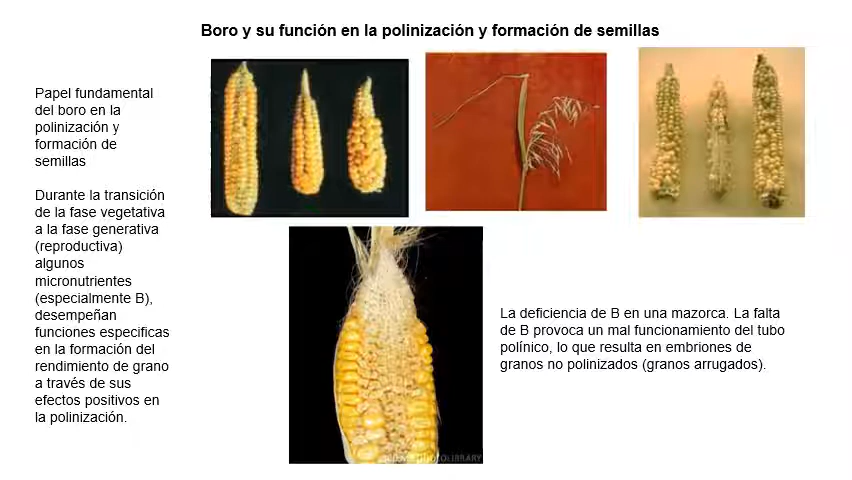 Boro y su función en la polinización y formación de semillas
Papel fundamental
del boro en la
polinización y
formación de
semillas
Durante la transición
de la fase vegetativa
a la fase generativa
(reproductiva)
algunos
micronutrientes
(especialmente B),
desempeñan
funciones especificas
en la formación del
rendimiento de grano
a través de sus
efectos positivos en
la polinización.
La deficiencia de B en una mazorca. La falta
de B provoca un mal funcionamiento del tubo
polínico, lo que resulta en embriones de
granos no polinizados (granos arrugados).